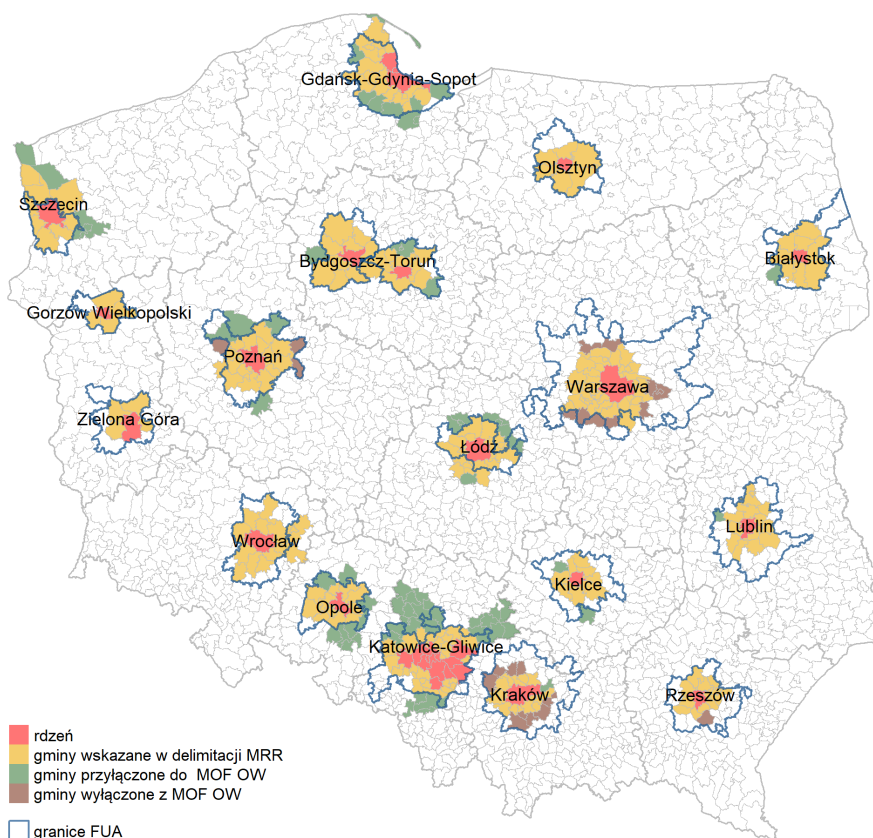 Gdańsk-Gdynia-Sopot
Olsztyn
Szczecin
Bydgoszcz-Toruń
Białystok
Gorzów Wielkopolski
Poznań
Warszawa
Zielona Góra
Łódź
Lublin
Wrocław
Kielce
Opole
Katowice-Gliwice
Kraków
Rzeszów
rdzeń
gminy wskazane w delimitacji MRR
gminy przyłączone do MOF OW
gminy wyłączone z MOF OW
granice FUA